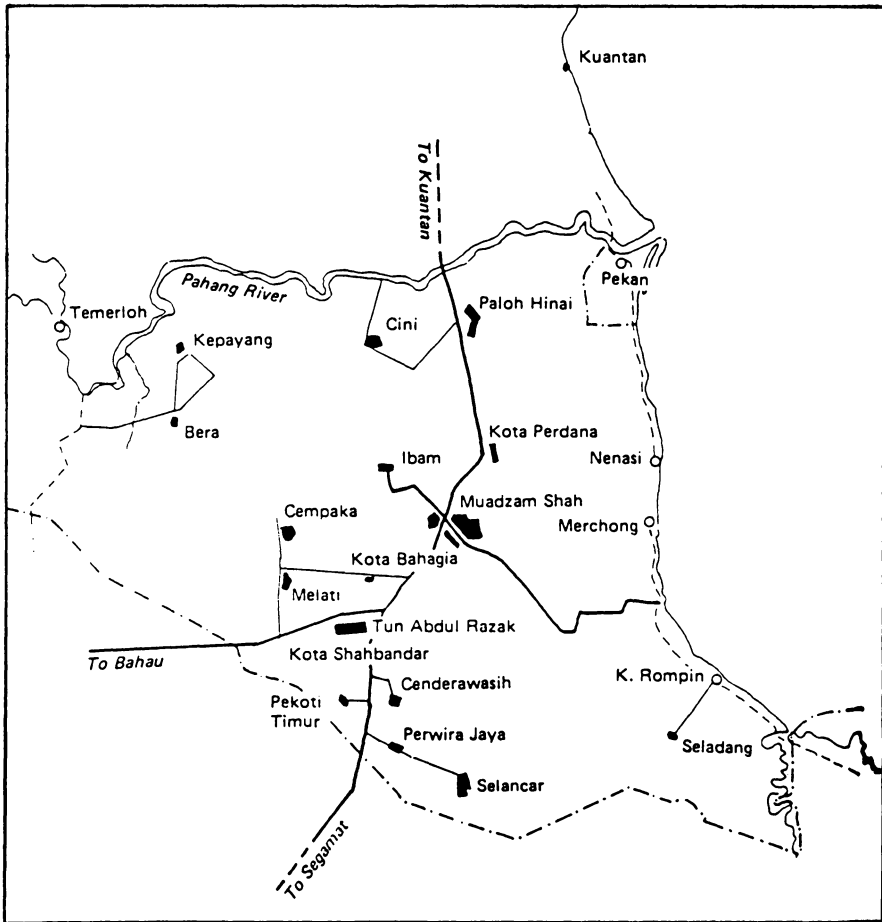 Kuantan
To Kuantan
Pekan
Pahang River
Paloh Hinai
Temerloh
Cini
Kepayang
Bera
Kota Perdana
Ibam
Nenasi
Muadzam Shah
Cempaka
Merchong
Kota Bahagia
Melati
Tun Abdul Razak
To Bahau
Kota Shahbandar
K. Rompin
Cenderawasih
Pekoti
Timur
Perwira Jaya
Seladang
Selancar
To Segamat